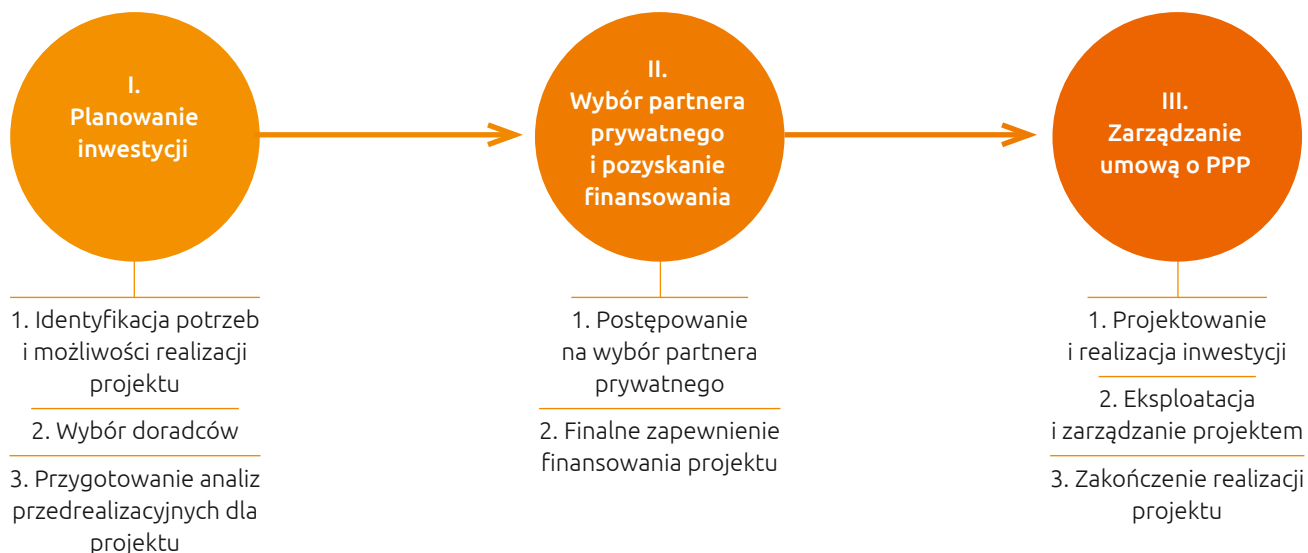 I.
Planowanie
inwestycji
1. Identyfikacja potrzeb
i możliwości realizacji
projektu
2. Wybór doradców
3. Przygotowanie analiz
przedrealizacyjnych dla
projektu
II.
Wybór partnera
prywatnego
i pozyskanie
finansowania
1. Postępowanie
na wybór partnera
prywatnego
2. Finalne zapewnienie
finansowania projektu
III.
Zarządzanie
umową o PPP
1. Projektowanie
i realizacja inwestycji
2. Eksploatacja
i zarządzanie projektem
3. Zakończenie realizacji
projektu